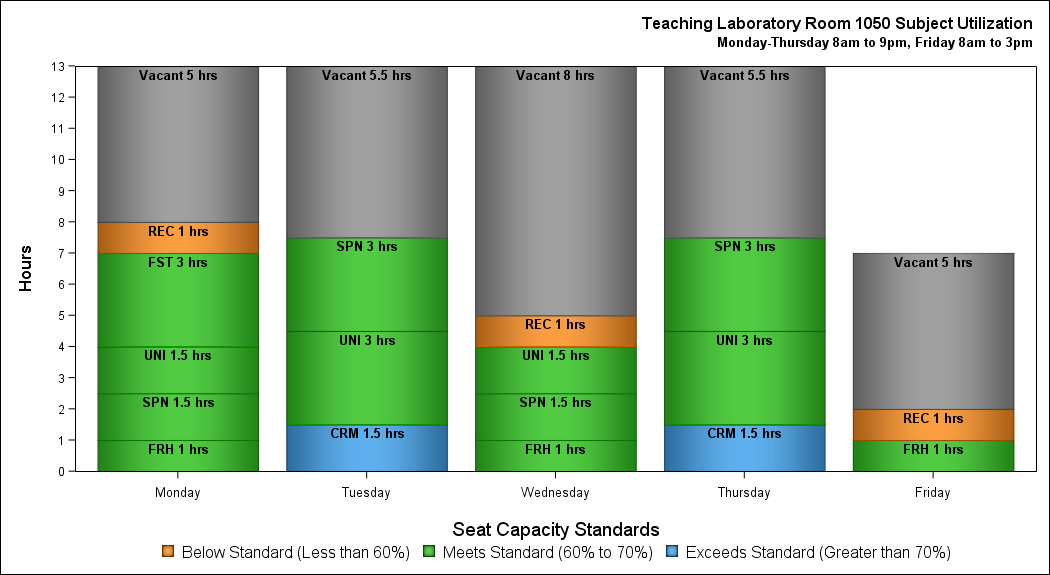 Teaching Laboratory Room 1050 Subject Utilization
Monday-Thursday 8am to 9pm, Friday 8am to 3pm
Hours
13
12
11
10
9
8
7
6
5
4
3
2
1
0
Vacant 5 hrs
REC 1 hrs
FST 3 hrs
UNI 1.5 hrs
SPN 1.5 hrs
FRH 1 hrs
Vacant 5.5 hrs
SPN 3 hrs
UNI 3 hrs
CRM 1.5 hrs
Vacant 8 hrs
REC 1 hrs
UNI 1.5 hrs
SPN 1.5 hrs
FRH 1 hrs
Vacant 5.5 hrs
SPN 3 hrs
UNI 3 hrs
CRM 1.5 hrs
Vacant 5 hrs
REC 1 hrs
FRH 1 hrs
Monday Tuesday Wednesday Thursday Friday
Seat Capacity Standards
Below Standard (Less than 60%) Meets Standard (60% to 70%) Exceeds Standard (Greater than 70%)